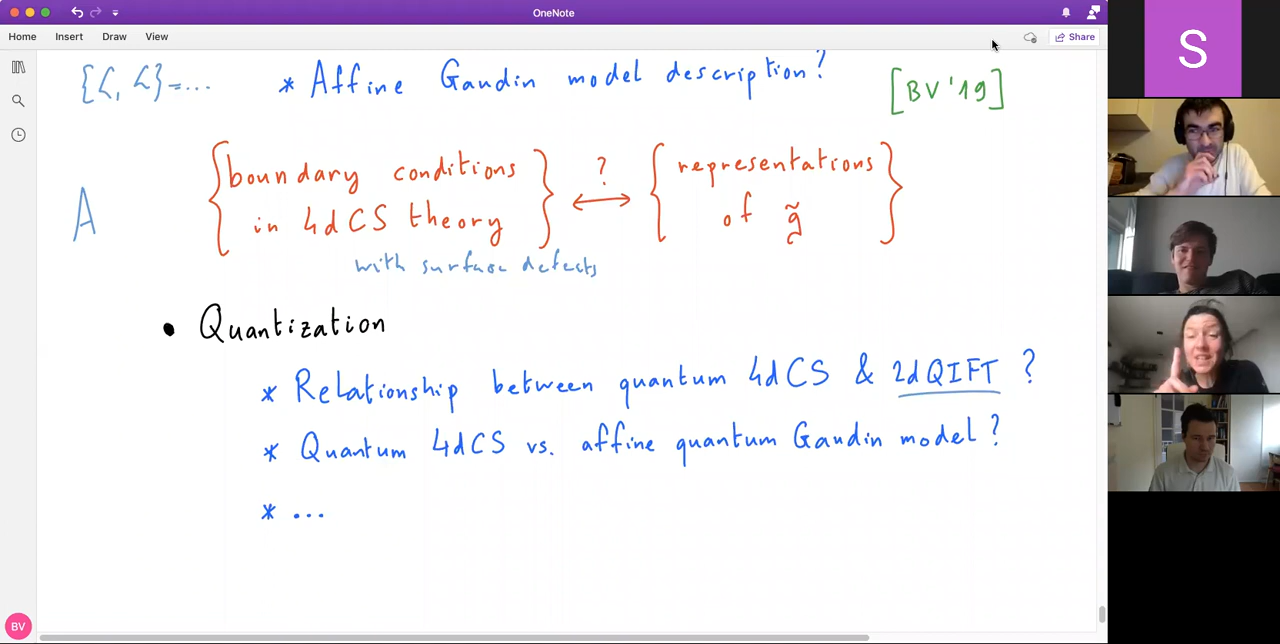 OneNote
Home Insert Draw View Share
{L, L}=... * Affine Gaudin model description? [BV '19]
{boundary conditions in 4dCS theory} ⟷ ? {representations of g̃}
A
with surface defects
• Quantization
* Relationship between quantum 4dCS & 2dQIFT ?
* Quantum 4dCS vs. affine quantum Gaudin model ?
* ...
BV
S